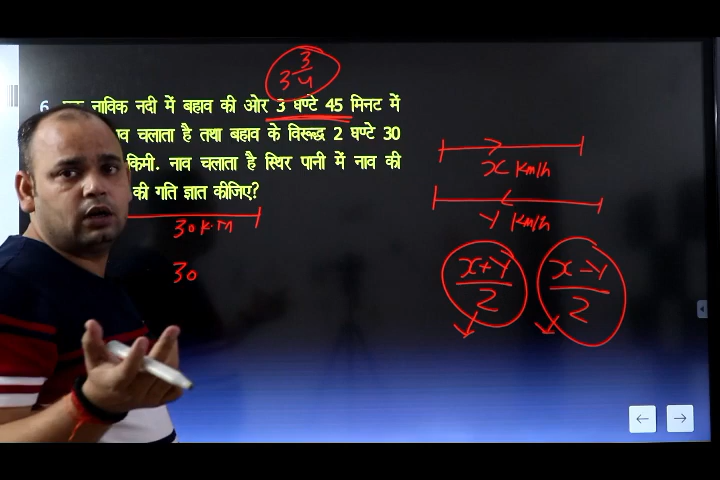 3 3/4
6. नाविक नदी में बहाव की ओर 3 घण्टे 45 मिनट में
चलाता है तथा बहाव के विरूद्ध 2 घण्टे 30
किमी. नाव चलाता है स्थिर पानी में नाव की
की गति ज्ञात कीजिए?
30 K.M
30
x km/h
y km/h
x+y/2
x-y/2